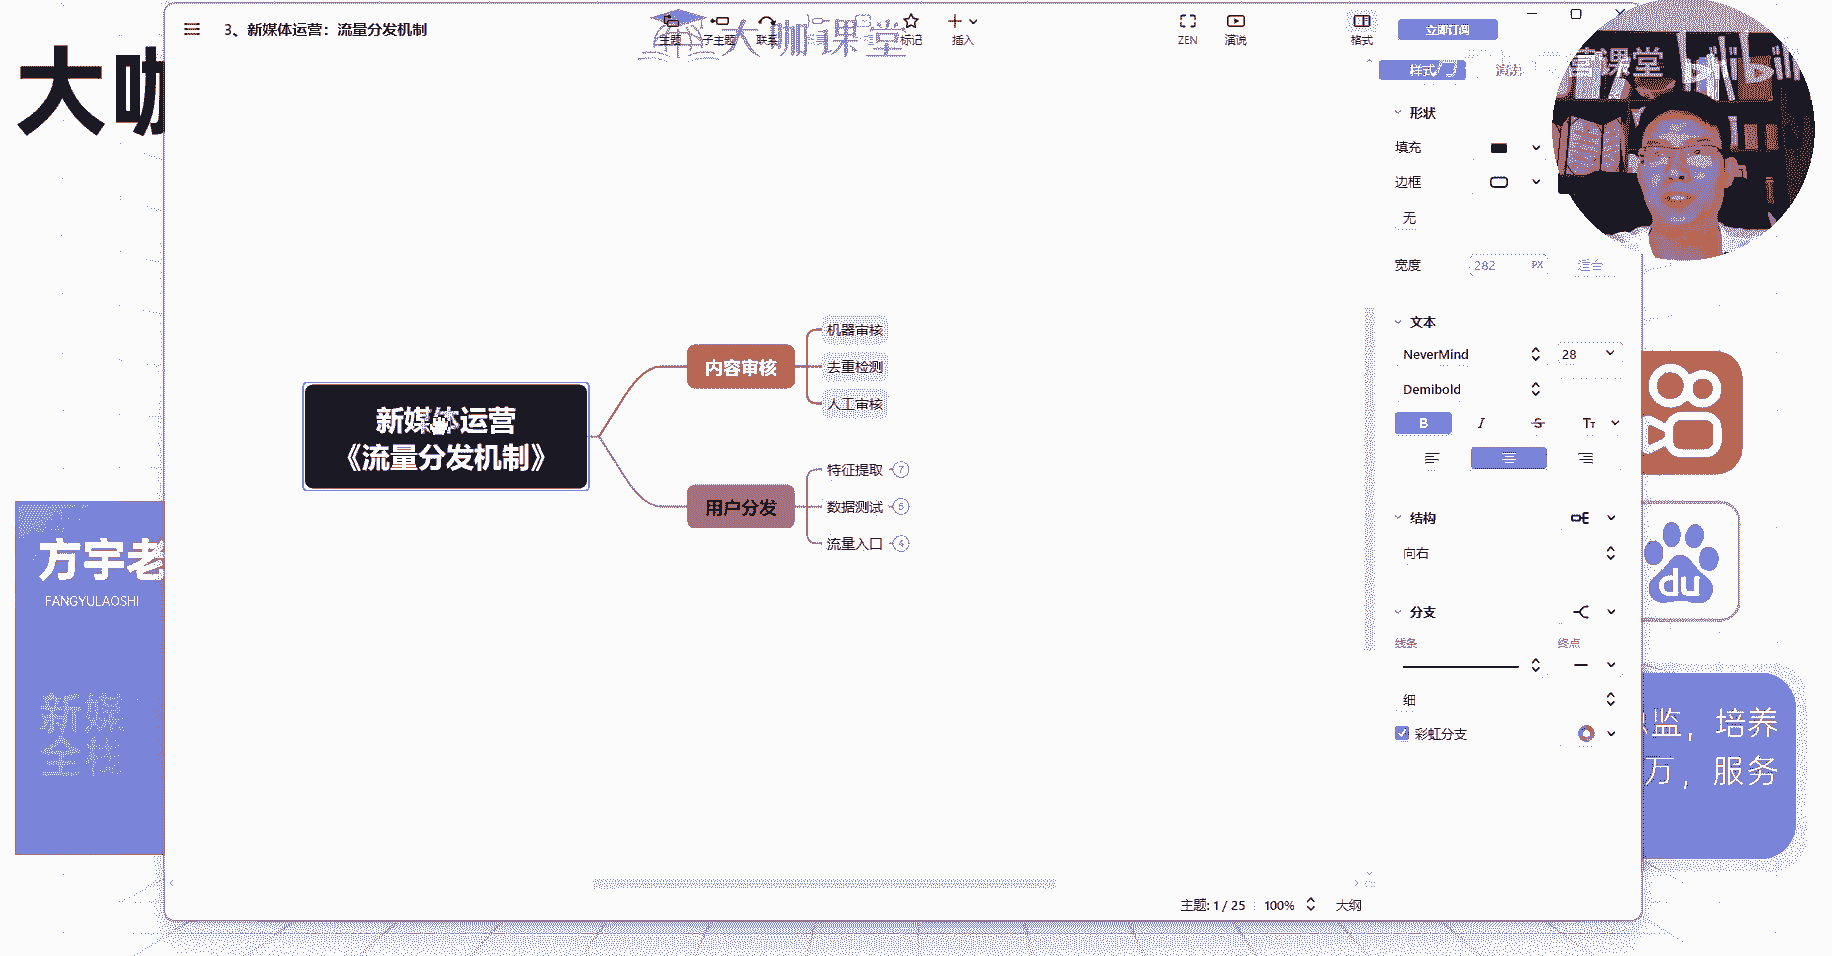 3、新媒体运营：流量分发机制
主题
子主题
联系
标记
插入
ZEN
演说
格式
立即订阅
大咖课堂
大咖
样式
课堂
bilibili
形状
填充
边框
无
宽度
282
PX
适合
文本
NeverMind
28
Demibold
B
I
S
Tт
结构
向右
分支
线条
终点
细
彩虹分支
新媒体运营
《流量分发机制》
内容审核
机器审核
去重检测
人工审核
用户分发
特征提取 7
数据测试 5
流量入口 4
方宇老
FANGYULAOSHI
新媒
全栈
du
监，培养
万，服务
主题: 1 / 25
100%
大纲